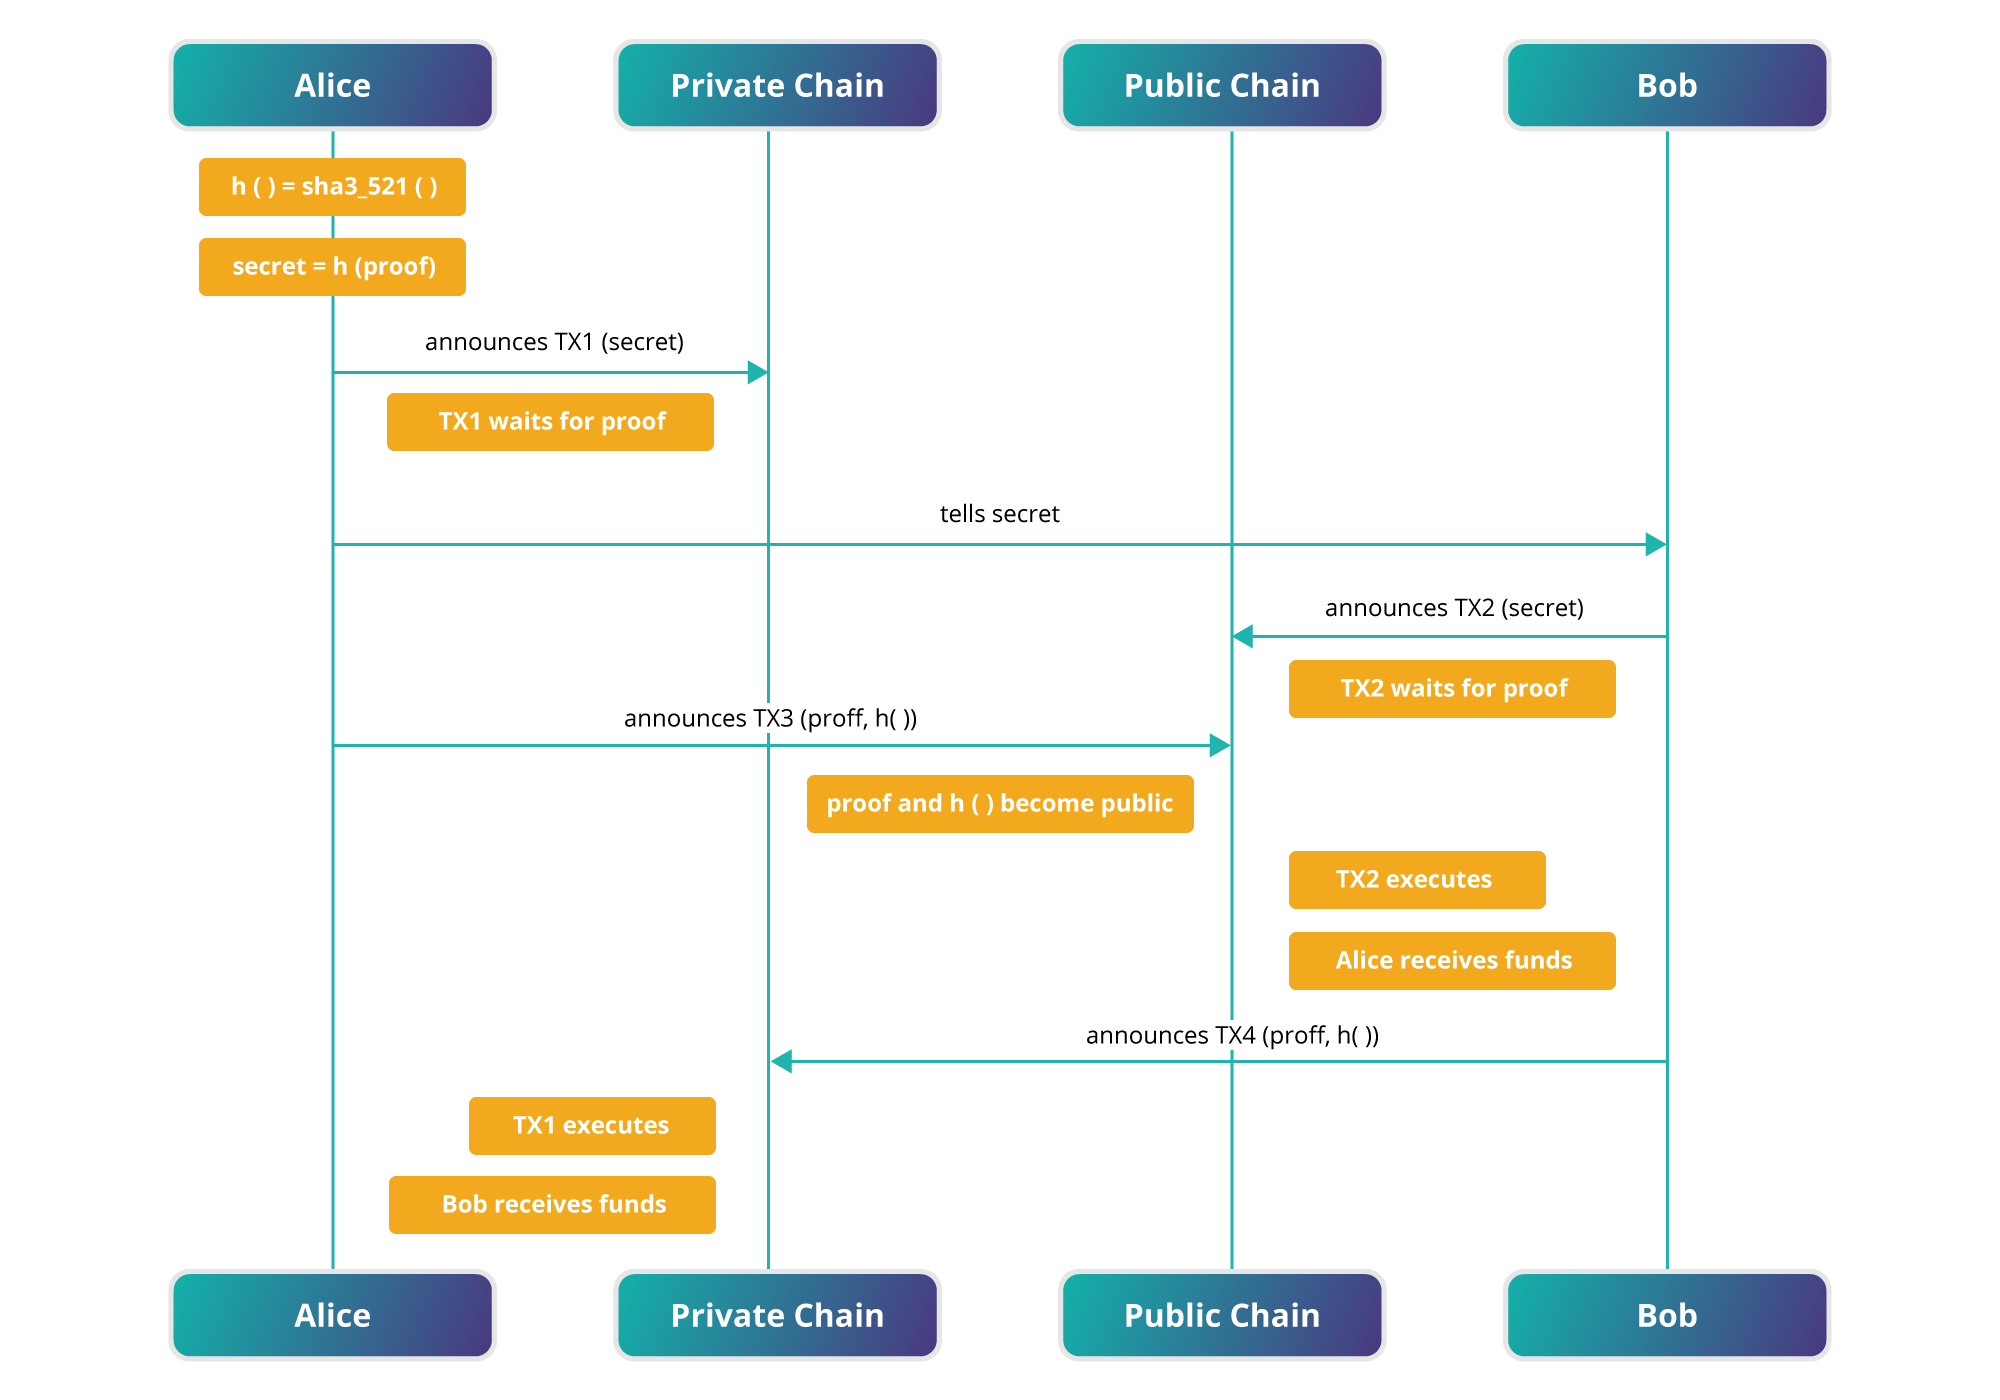 Alice
Private Chain
Public Chain
Bob
h ( ) = sha3_521 ( )
secret = h (proof)
announces TX1 (secret)
TX1 waits for proof
tells secret
announces TX2 (secret)
TX2 waits for proof
announces TX3 (proff, h( ))
proof and h ( ) become public
TX2 executes
Alice receives funds
announces TX4 (proff, h( ))
TX1 executes
Bob receives funds
Alice
Private Chain
Public Chain
Bob